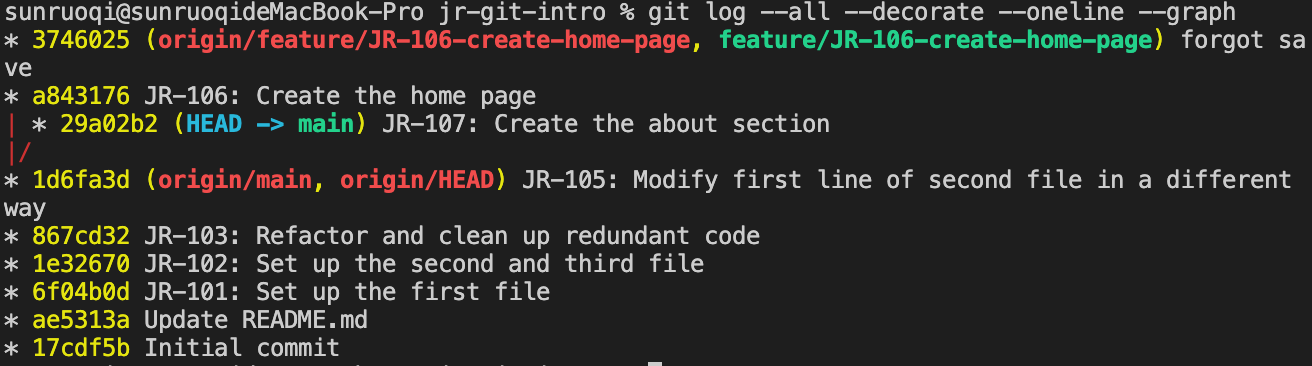 sunruoqi@sunruoqideMacBook-Pro jr-git-intro % git log --all --decorate --oneline --graph
* 3746025 (origin/feature/JR-106-create-home-page, feature/JR-106-create-home-page) forgot sa
ve
* a843176 JR-106: Create the home page
| * 29a02b2 (HEAD -> main) JR-107: Create the about section
|/
* 1d6fa3d (origin/main, origin/HEAD) JR-105: Modify first line of second file in a different
way
* 867cd32 JR-103: Refactor and clean up redundant code
* 1e32670 JR-102: Set up the second and third file
* 6f04b0d JR-101: Set up the first file
* ae5313a Update README.md
* 17cdf5b Initial commit